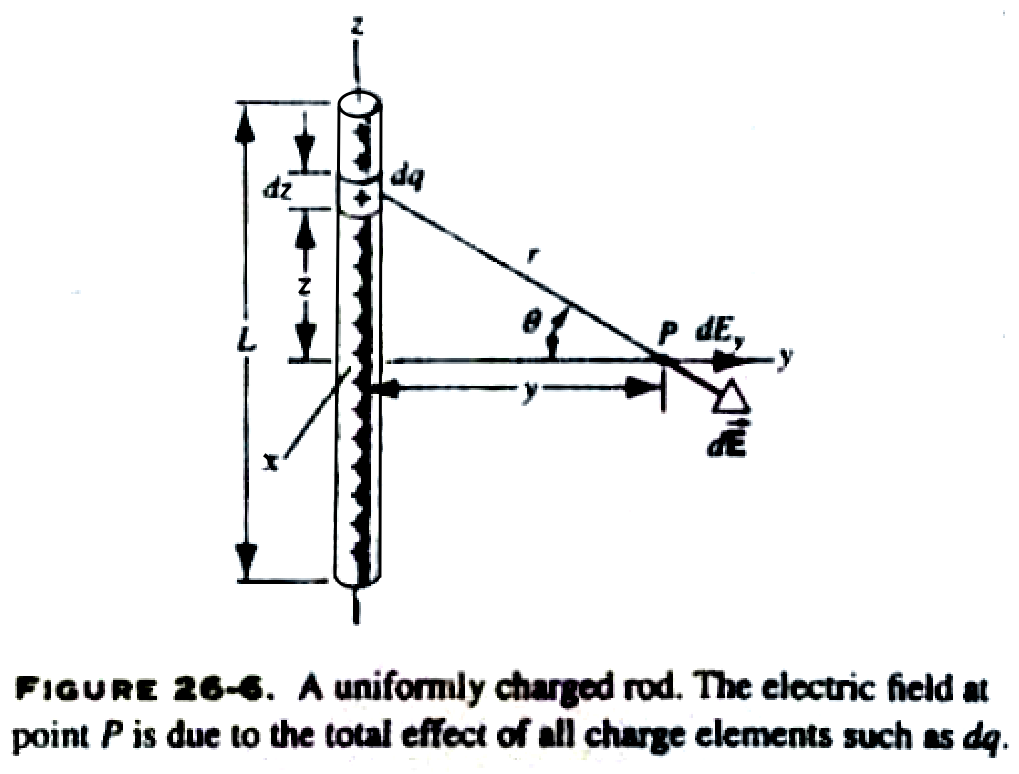 z
dq
dz
r
z
θ
P dE_y
y
L
y
dE⃗
x
FIGURE 26-6. A uniformly charged rod. The electric field at
point P is due to the total effect of all charge elements such as dq.